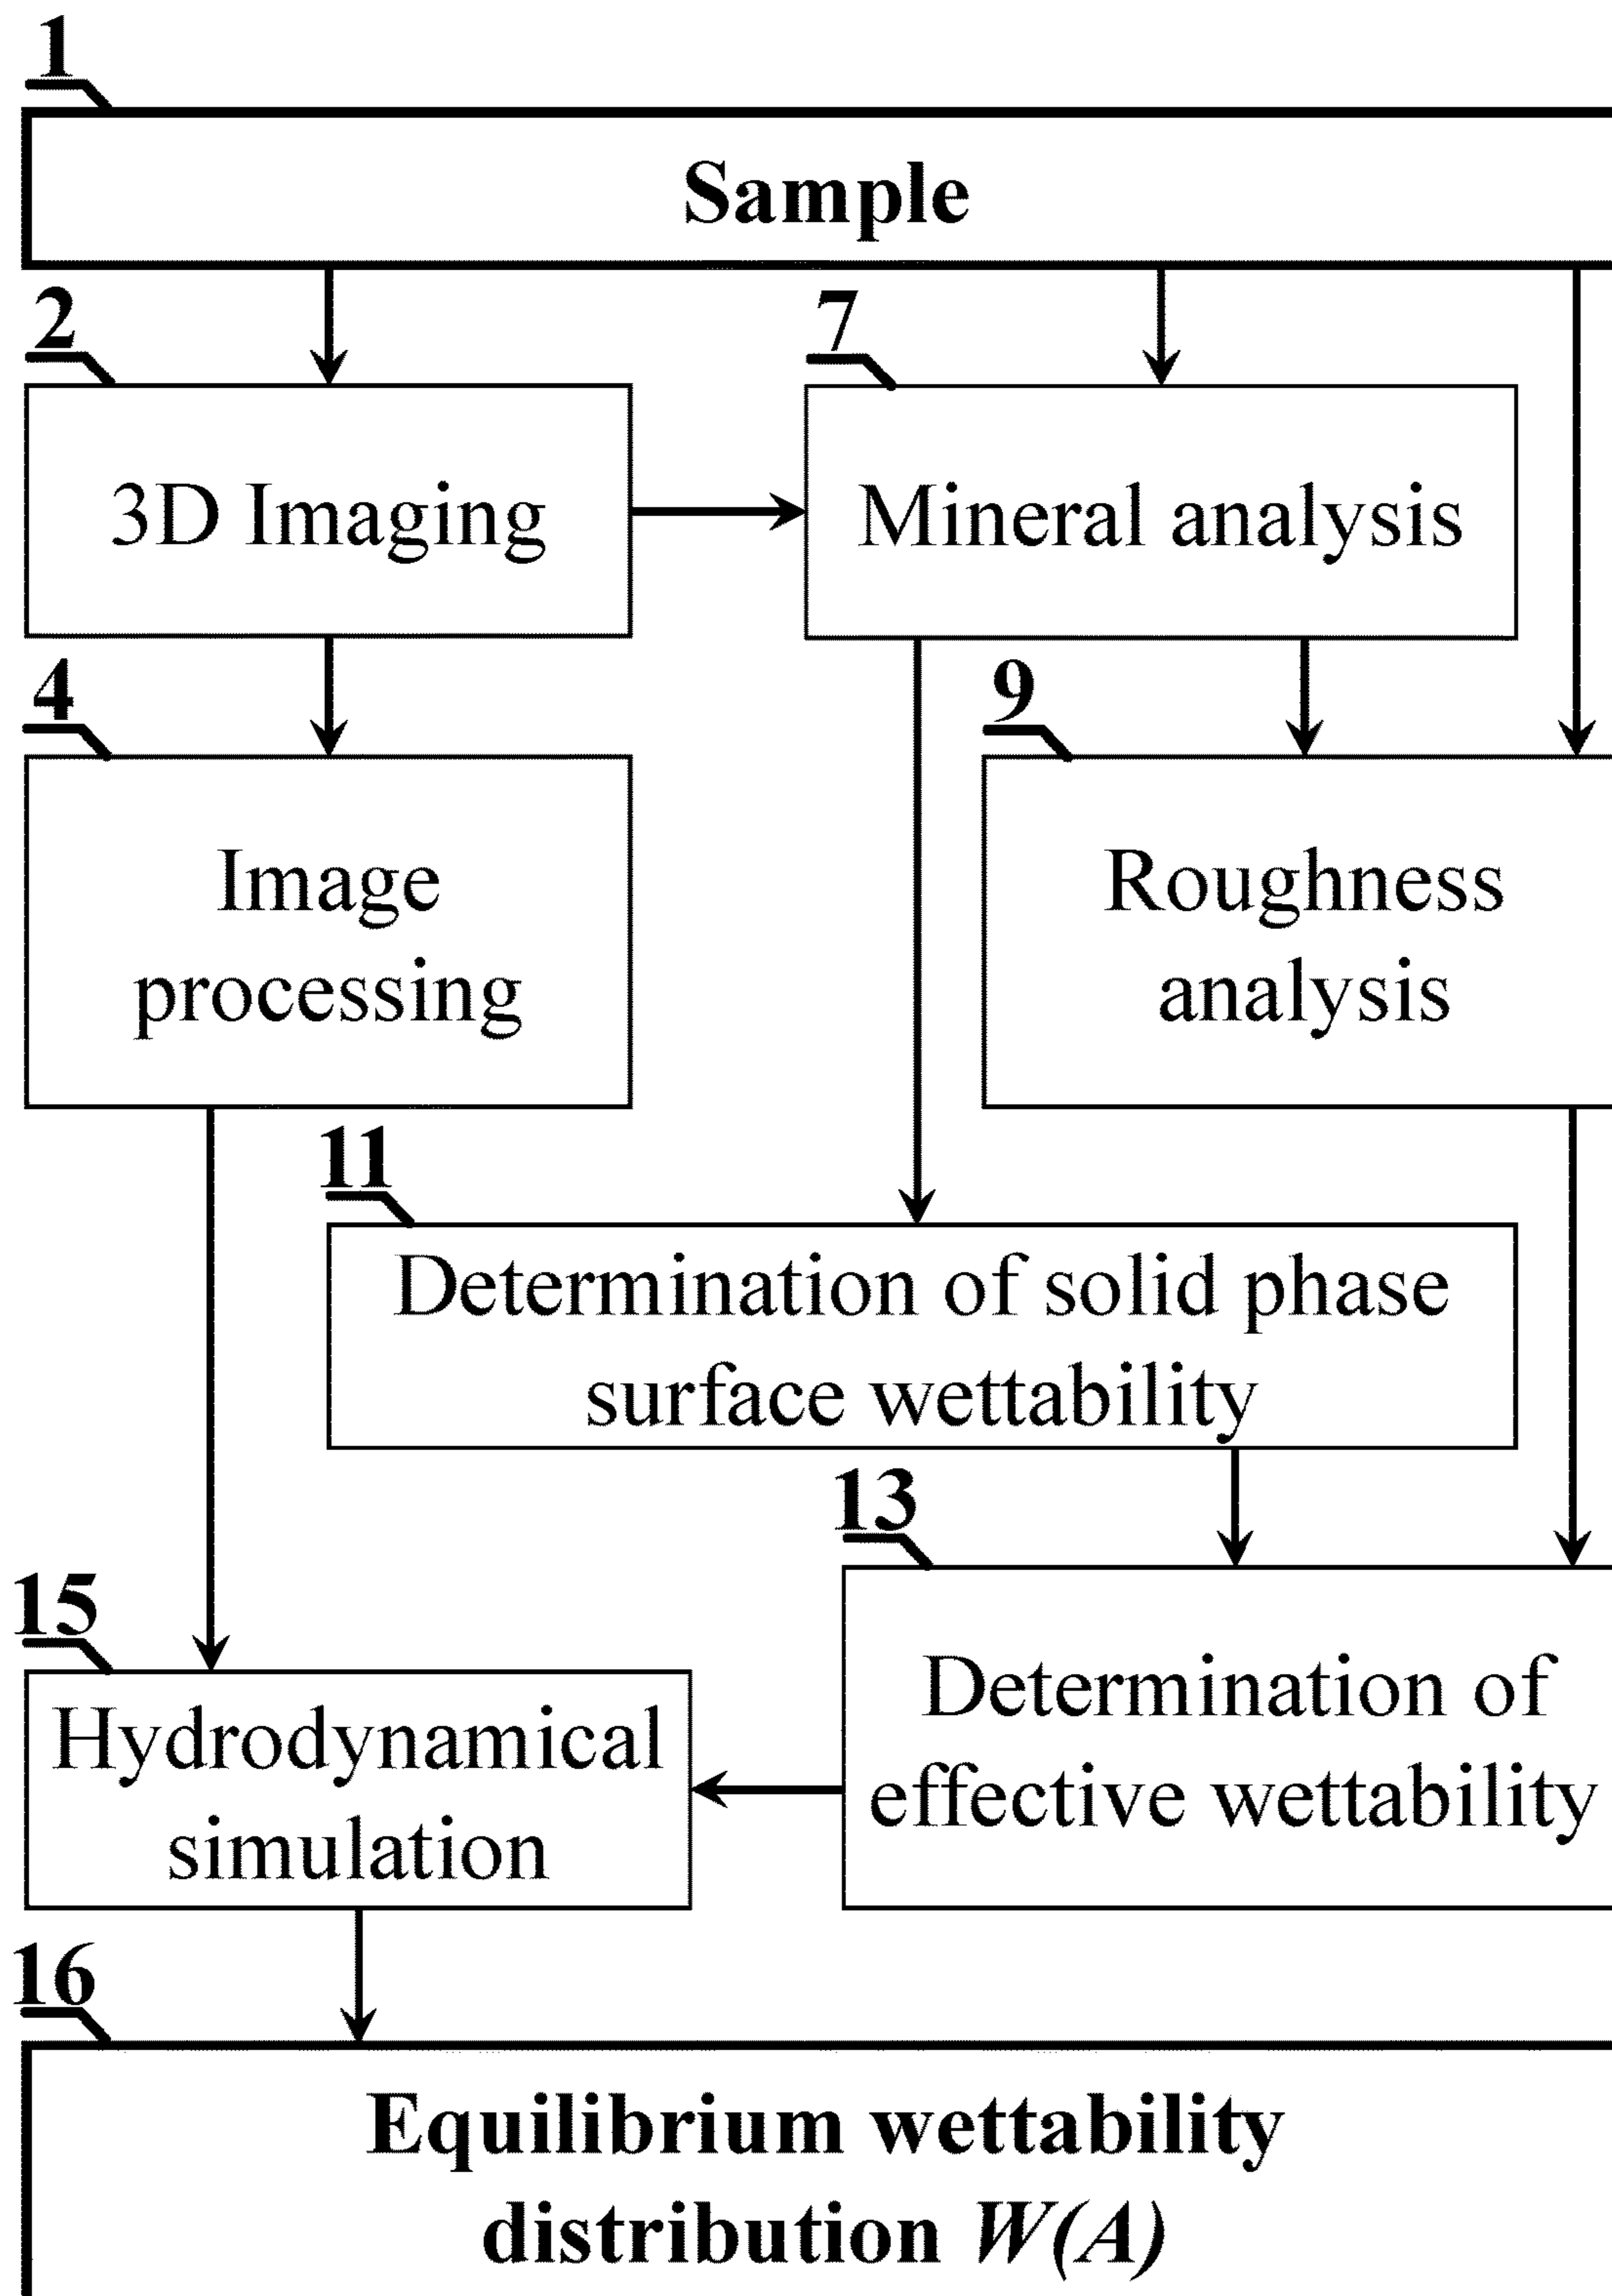 1
Sample
2
7
3D Imaging
Mineral analysis
4
9
Image
processing
Roughness
analysis
11
Determination of solid phase
surface wettability
13
15
Determination of
effective wettability
Hydrodynamical
simulation
16
Equilibrium wettability
distribution W(A)